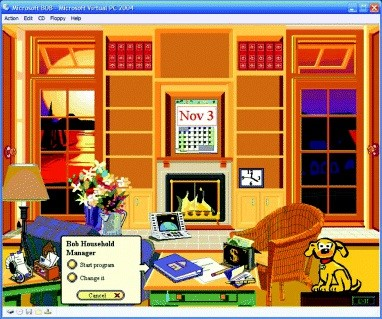 Microsoft BOB - Microsoft Virtual PC 2004
Action Edit CD Floppy Help
Nov 3
Bob Household
Manager
Start program
Change it
Cancel